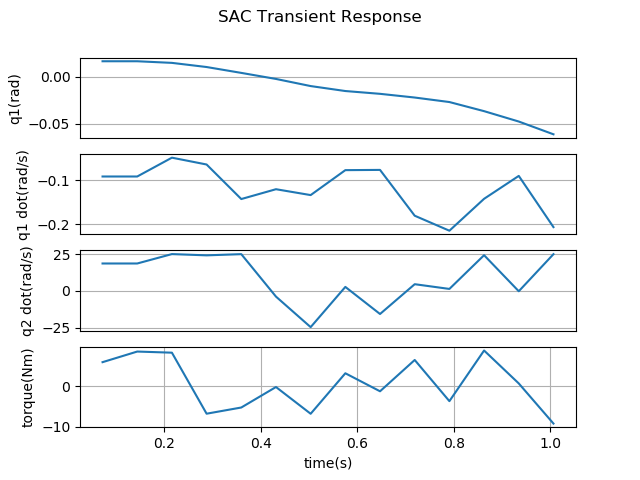 SAC Transient Response
q1(rad)
0.00
−0.05
q1 dot(rad/s)
−0.1
−0.2
q2 dot(rad/s)
25
0
−25
torque(Nm)
0
−10
0.2 0.4 0.6 0.8 1.0
time(s)